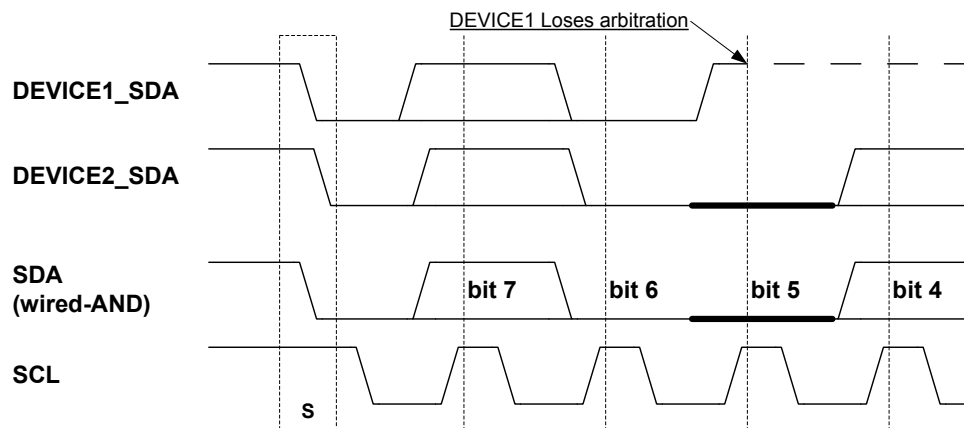 DEVICE1 Loses arbitration
DEVICE1_SDA
DEVICE2_SDA
SDA
(wired-AND)
bit 7
bit 6
bit 5
bit 4
SCL
S